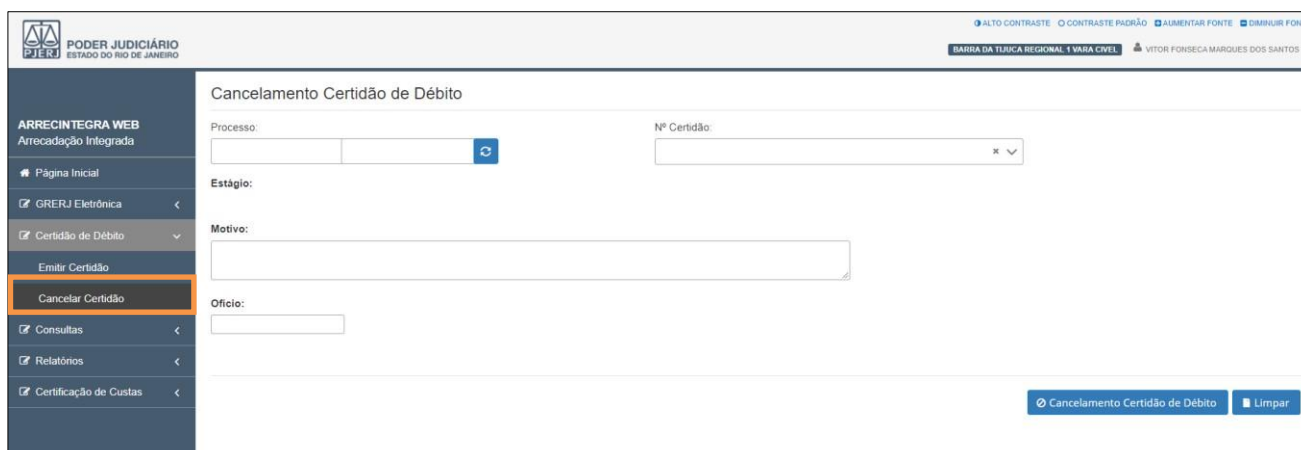 ALTO CONTRASTE CONTRASTE PADRÃO AUMENTAR FONTE DIMINUIR FON
PJERJ
PODER JUDICIÁRIO
ESTADO DO RIO DE JANEIRO
BARRA DA TIJUCA REGIONAL 1 VARA CIVEL VITOR FONSECA MARQUES DOS SANTOS
ARRECINTEGRA WEB
Arrecadação Integrada
Página Inicial
GRERJ Eletrônica
Certidão de Débito
Emitir Certidão
Cancelar Certidão
Consultas
Relatórios
Certificação de Custas
Cancelamento Certidão de Débito
Processo: Nº Certidão:
Estágio:
Motivo:
Ofício:
Cancelamento Certidão de Débito Limpar